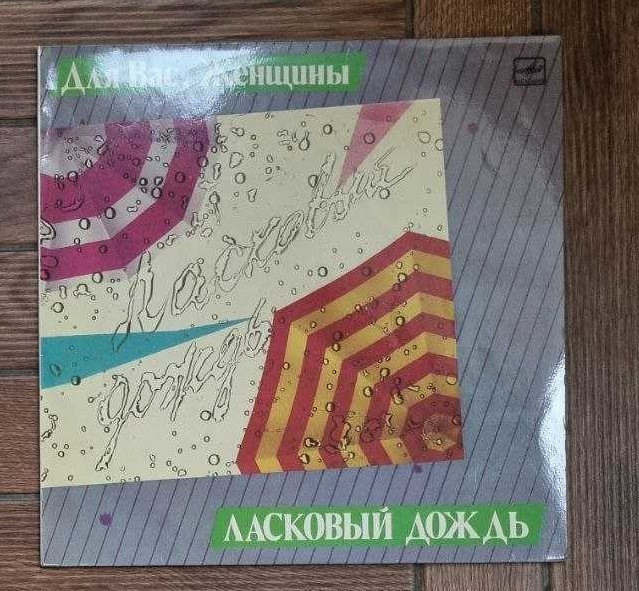 Для Вас, Женщины
Ласковый
дождь
ЛАСКОВЫЙ ДОЖДЬ